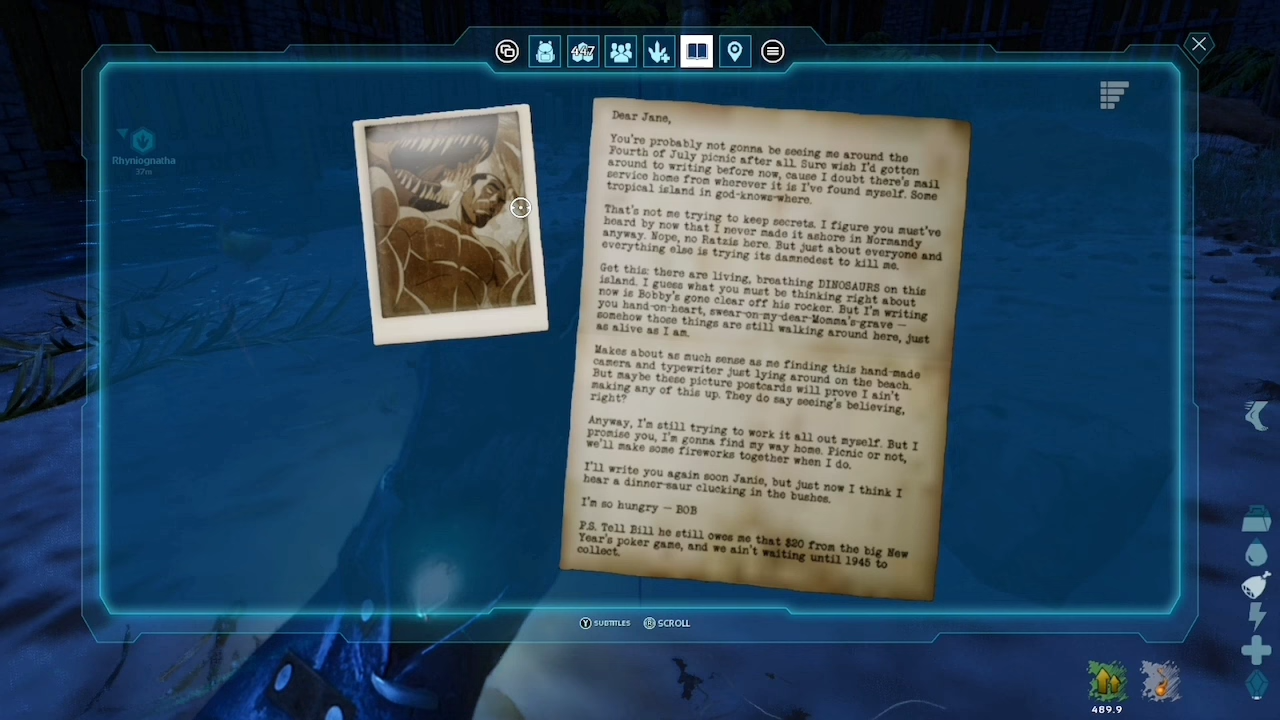 447
Rhyniognatha
37m
Dear Jane,
You're probably not gonna be seeing me around the
Fourth of July picnic after all. Sure wish I'd gotten
around to writing before now, cause I doubt there's mail
service home from wherever it is I've found myself. Some
tropical island in god-knows-where.
That's not me trying to keep secrets. I figure you must've
heard by now that I never made it ashore in Normandy
anyway. Nope, no Ratzis here. But just about everyone and
everything else is trying its damnedest to kill me.
Get this: there are living, breathing DINOSAURS on this
island. I guess what you must be thinking right about
now is Bobby's gone clear off his rocker. But I'm writing
you hand-on-heart, swear-on-my-dear-Momma's-grave —
somehow those things are still walking around here, just
as alive as I am.
Makes about as much sense as me finding this hand-made
camera and typewriter just lying around on the beach.
But maybe these picture postcards will prove I ain't
making any of this up. They do say seeing's believing,
right?
Anyway, I'm still trying to work it all out myself. But I
promise you, I'm gonna find my way home. Picnic or not,
we'll make some fireworks together when I do.
I'll write you again soon Janie, but just now I think I
hear a dinner-saur clucking in the bushes.
I'm so hungry — BOB
P.S. Tell Bill he still owes me that $20 from the big New
Year's poker game, and we ain't waiting until 1945 to
collect.
Y SUBTITLES R SCROLL
489.9